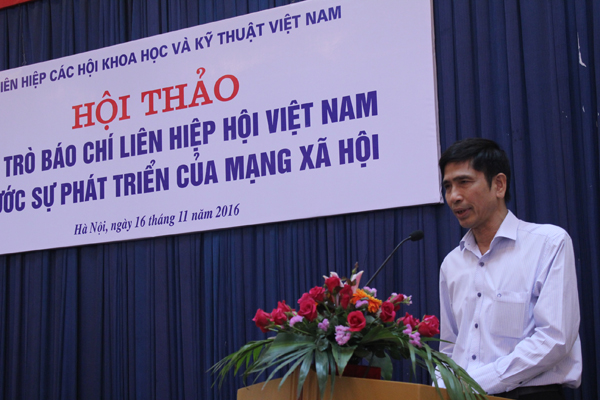 LIÊN HIỆP CÁC HỘI KHOA HỌC VÀ KỸ THUẬT VIỆT NAM
HỘI THẢO
TRÒ BÁO CHÍ LIÊN HIỆP HỘI VIỆT NAM
ƯỚC SỰ PHÁT TRIỂN CỦA MẠNG XÃ HỘI
Hà Nội, ngày 16 tháng 11 năm 2016